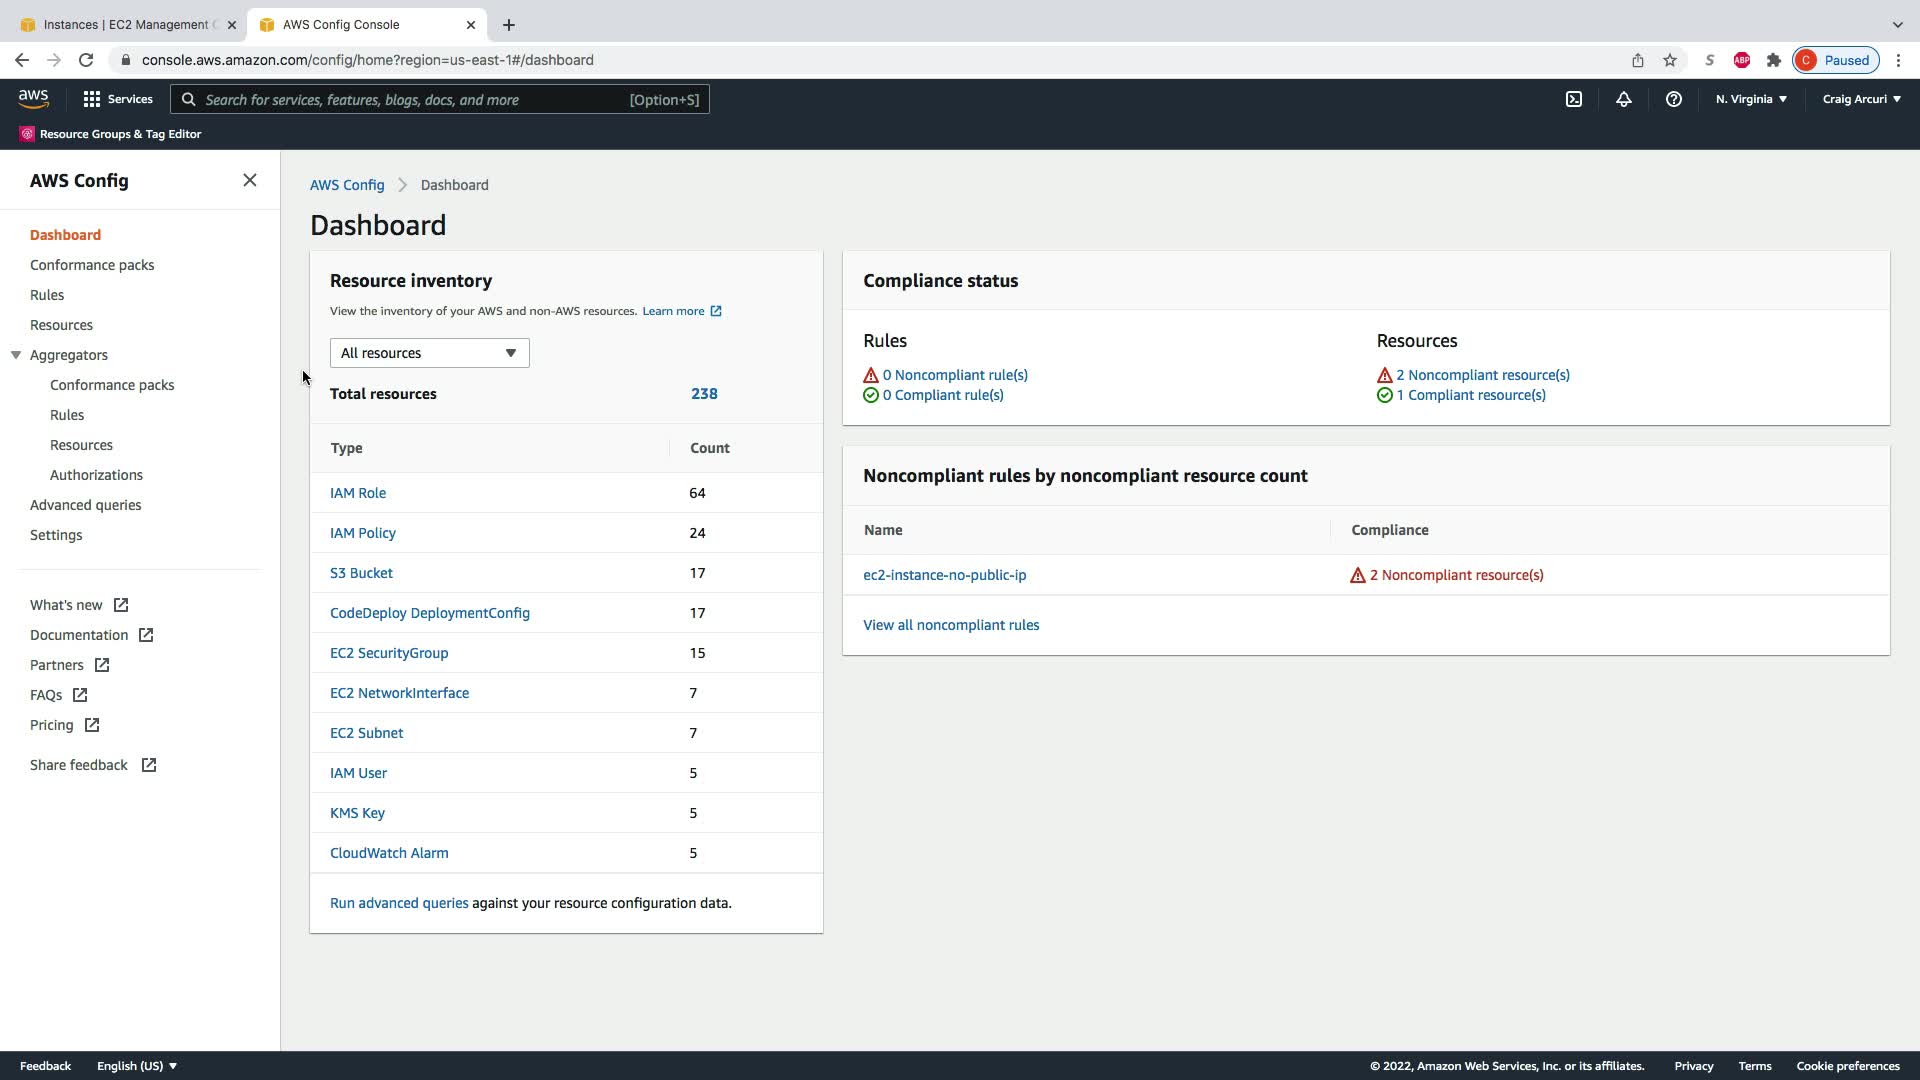 Instances | EC2 Management C
AWS Config Console
console.aws.amazon.com/config/home?region=us-east-1#/dashboard
S
ABP
C
Paused
aws
Services
Search for services, features, blogs, docs, and more
[Option+S]
N. Virginia
Craig Arcuri
Resource Groups & Tag Editor
AWS Config
Dashboard
Conformance packs
Rules
Resources
Aggregators
Conformance packs
Rules
Resources
Authorizations
Advanced queries
Settings
What's new
Documentation
Partners
FAQs
Pricing
Share feedback
AWS Config
Dashboard
Dashboard
Resource inventory
View the inventory of your AWS and non-AWS resources. Learn more
All resources
Total resources 238
Type Count
IAM Role 64
IAM Policy 24
S3 Bucket 17
CodeDeploy DeploymentConfig 17
EC2 SecurityGroup 15
EC2 NetworkInterface 7
EC2 Subnet 7
IAM User 5
KMS Key 5
CloudWatch Alarm 5
Run advanced queries against your resource configuration data.
Compliance status
Rules
0 Noncompliant rule(s)
0 Compliant rule(s)
Resources
2 Noncompliant resource(s)
1 Compliant resource(s)
Noncompliant rules by noncompliant resource count
Name Compliance
ec2-instance-no-public-ip 2 Noncompliant resource(s)
View all noncompliant rules
Feedback
English (US)
© 2022, Amazon Web Services, Inc. or its affiliates.
Privacy
Terms
Cookie preferences